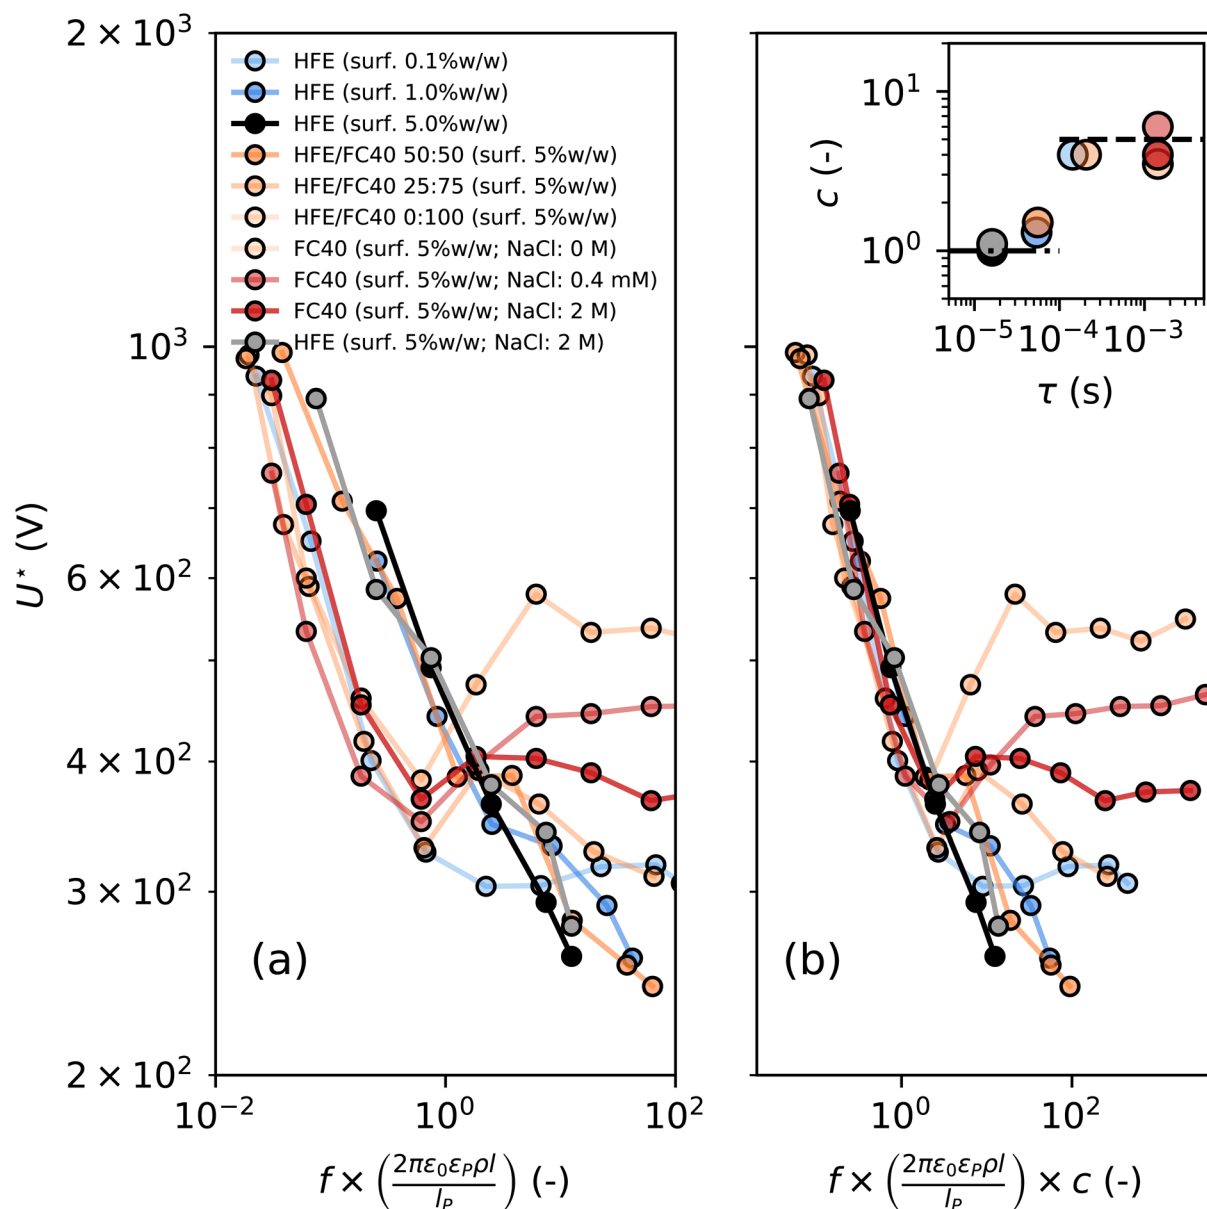 2 × 10³
HFE (surf. 0.1%w/w)
HFE (surf. 1.0%w/w)
HFE (surf. 5.0%w/w)
HFE/FC40 50:50 (surf. 5%w/w)
HFE/FC40 25:75 (surf. 5%w/w)
HFE/FC40 0:100 (surf. 5%w/w)
FC40 (surf. 5%w/w; NaCl: 0 M)
FC40 (surf. 5%w/w; NaCl: 0.4 mM)
FC40 (surf. 5%w/w; NaCl: 2 M)
HFE (surf. 5%w/w; NaCl: 2 M)
10³
6 × 10²
4 × 10²
3 × 10²
2 × 10²
U* (V)
(a)
10⁻² 10⁰ 10²
f × (2πε₀ε_Pρl / l_P) (-)
10¹
10⁰
c (-)
10⁻⁵ 10⁻⁴ 10⁻³
τ (s)
(b)
10⁰ 10²
f × (2πε₀ε_Pρl / l_P) × c (-)